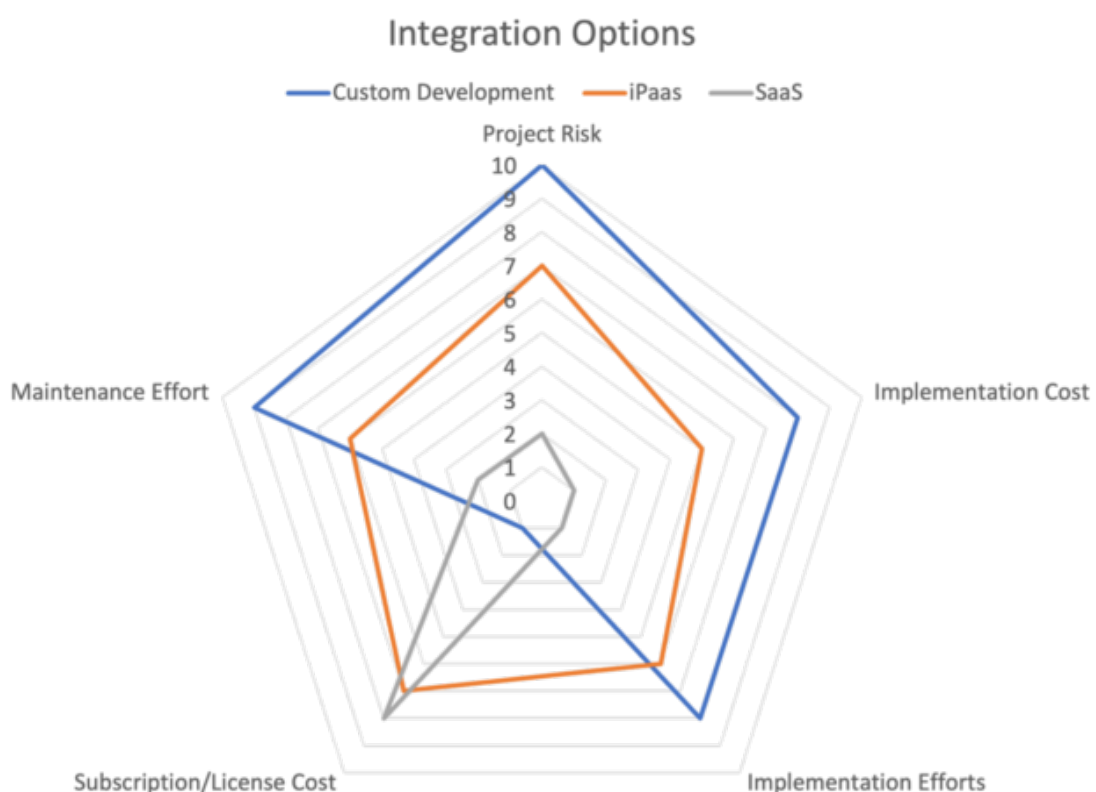 Integration Options
Custom Development iPaas SaaS
Project Risk
10
9
8
7
6
5
4
3
2
1
0
Maintenance Effort
Implementation Cost
Subscription/License Cost
Implementation Efforts